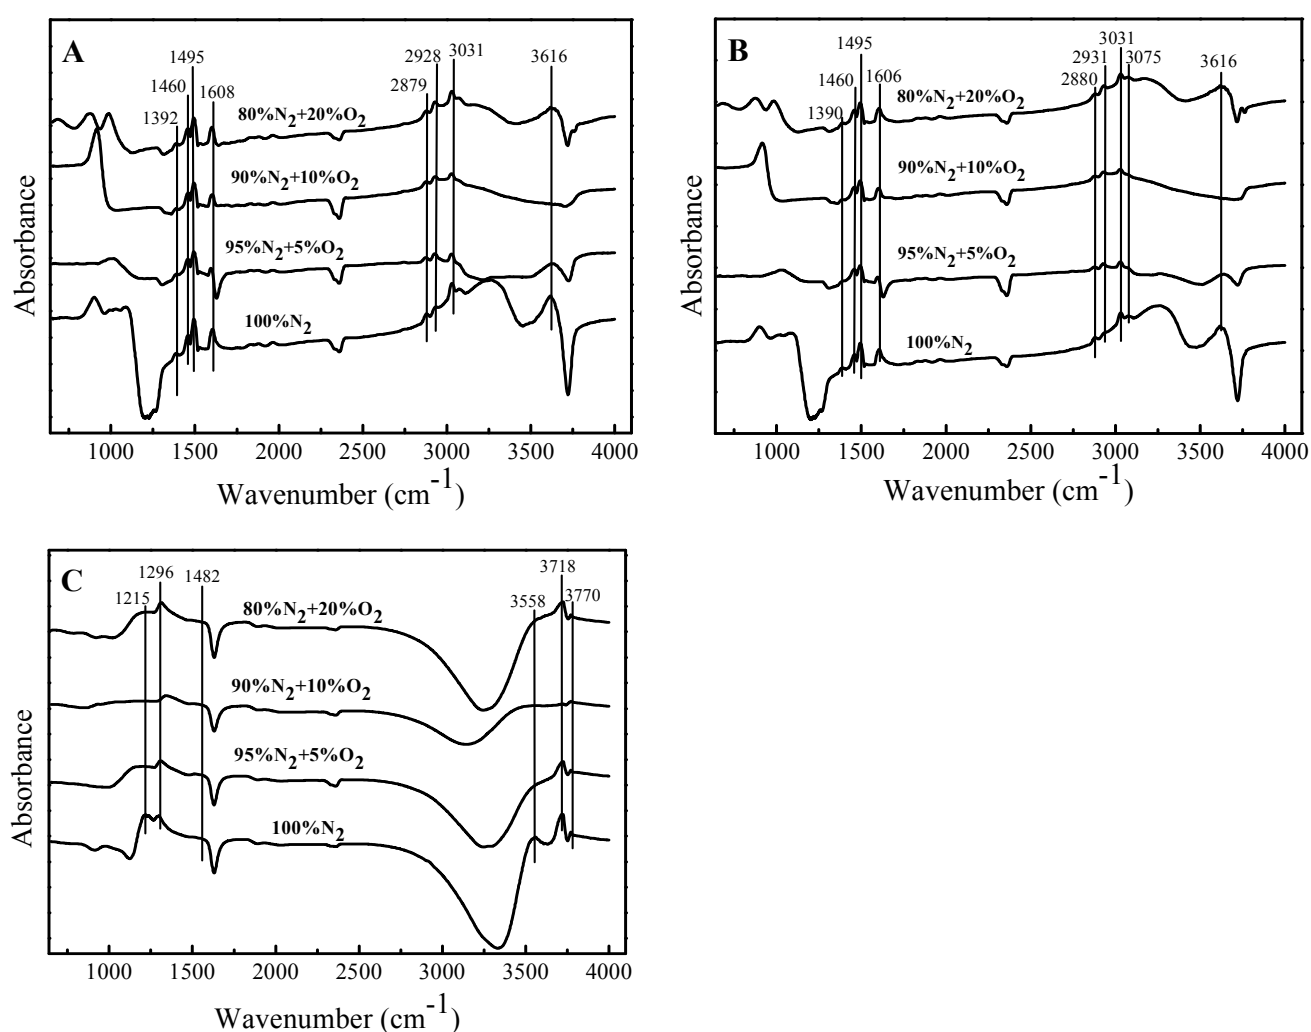 A
1495
2928
3031
3616
1460
2879
1608
1392
80%N2+20%O2
90%N2+10%O2
95%N2+5%O2
100%N2
Absorbance
1000 1500 2000 2500 3000 3500 4000
Wavenumber (cm-1)
B
1495
3031
2931
3075
3616
1460
1606
2880
1390
80%N2+20%O2
90%N2+10%O2
95%N2+5%O2
100%N2
Absorbance
1000 1500 2000 2500 3000 3500 4000
Wavenumber (cm-1)
C
1296
1482
3718
1215
3558
3770
80%N2+20%O2
90%N2+10%O2
95%N2+5%O2
100%N2
Absorbance
1000 1500 2000 2500 3000 3500 4000
Wavenumber (cm-1)